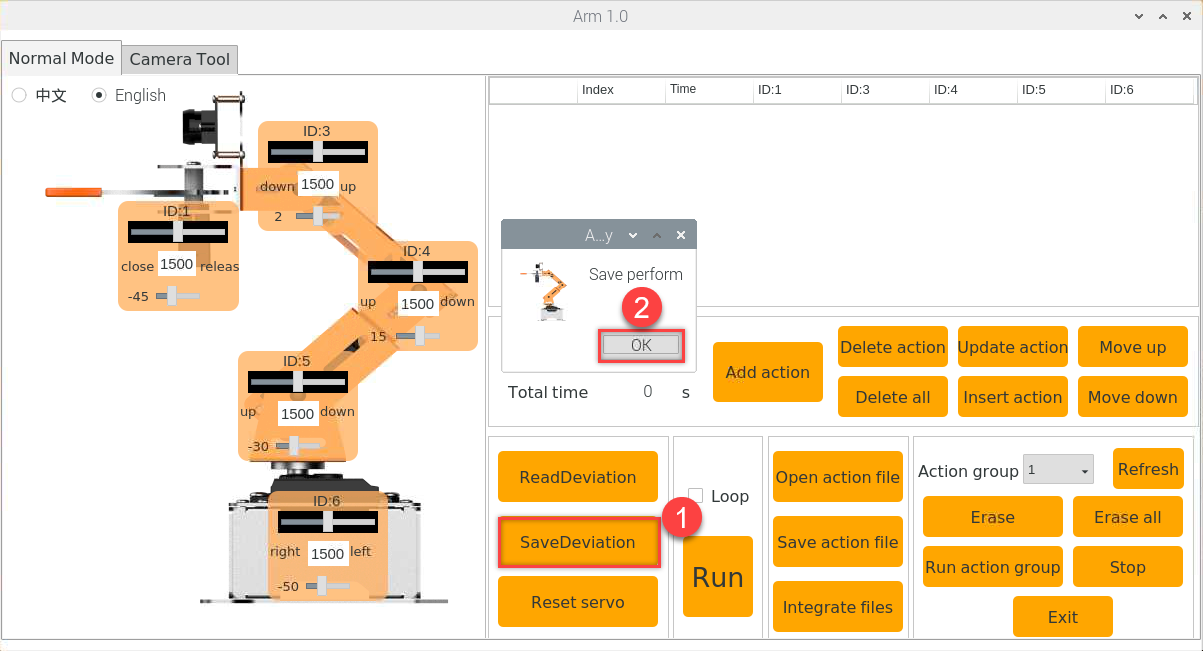 Arm 1.0
Normal Mode
Camera Tool
中文
English
Index
Time
ID:1
ID:3
ID:4
ID:5
ID:6
ID:3
down 1500 up
2
ID:1
close 1500 releas
-45
ID:4
up 1500 down
15
ID:5
up 1500 down
-30
ID:6
right 1500 left
-50
A...y
Save perform
2
OK
Total time 0 s
Add action
Delete action
Update action
Move up
Delete all
Insert action
Move down
ReadDeviation
SaveDeviation
1
Reset servo
Loop
Run
Open action file
Save action file
Integrate files
Action group 1
Refresh
Erase
Erase all
Run action group
Stop
Exit